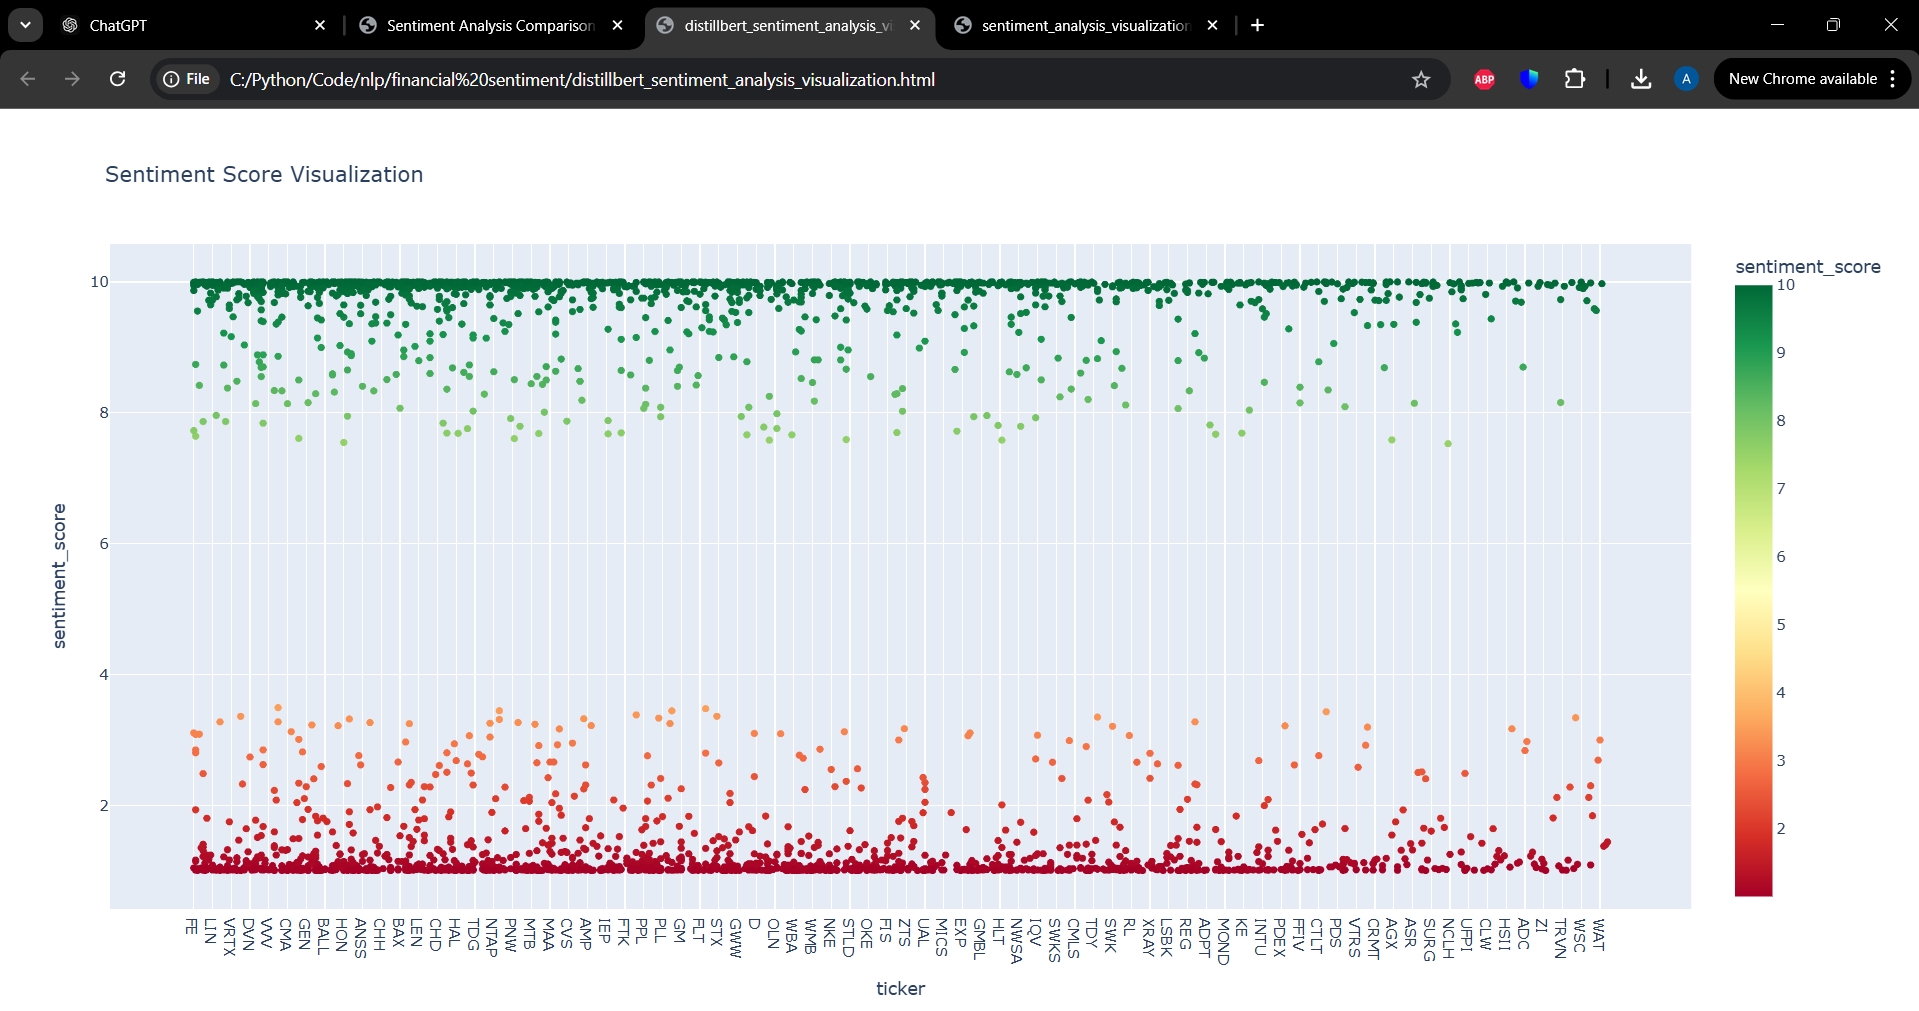 ChatGPT
Sentiment Analysis Comparison
distillbert_sentiment_analysis_vi
sentiment_analysis_visualization
File
C:/Python/Code/nlp/financial%20sentiment/distillbert_sentiment_analysis_visualization.html
ABP
A
New Chrome available
Sentiment Score Visualization
sentiment_score
10
8
6
4
2
sentiment_score
10
9
8
7
6
5
4
3
2
FE LIN VRTX DVN VVV CMA GEN BALL HON ANSS CHH BAX LEN CHD HAL TDG NTAP PNW MTB MAA CVS AMP IEP FTK PPL PLL GM FLT STX GWW D OLN WBA WMB NKE STLD OKE FIS ZTS UAL MICS EXP GMBL HLT NWSA IQV SWKS CMLS TDY SWK RL XRAY LSBK REG ADPT MOND KE INTU PDEX FFIV CTLT PDS VTRS CRMT AGX ASR SURG NCLH UFPI CLW HSII ADC ZI TRVN WSC WAT
ticker